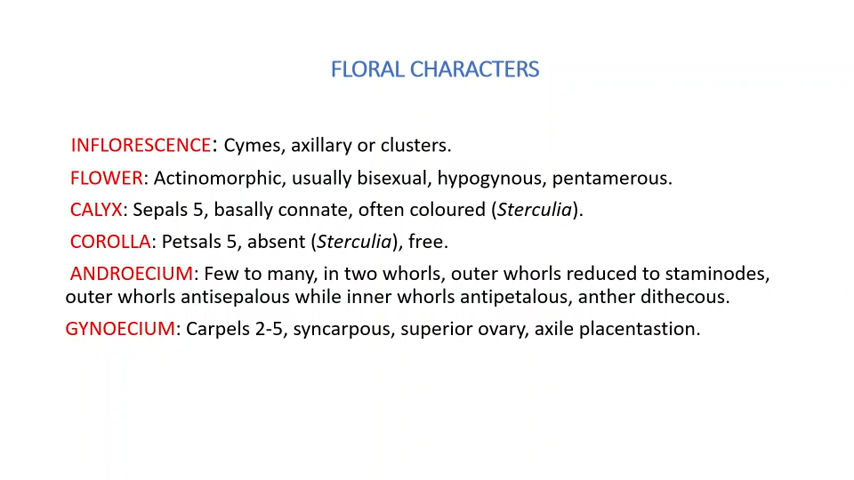 FLORAL CHARACTERS
INFLORESCENCE: Cymes, axillary or clusters.
FLOWER: Actinomorphic, usually bisexual, hypogynous, pentamerous.
CALYX: Sepals 5, basally connate, often coloured (Sterculia).
COROLLA: Petsals 5, absent (Sterculia), free.
ANDROECIUM: Few to many, in two whorls, outer whorls reduced to staminodes,
outer whorls antisepalous while inner whorls antipetalous, anther dithecous.
GYNOECIUM: Carpels 2-5, syncarpous, superior ovary, axile placentastion.